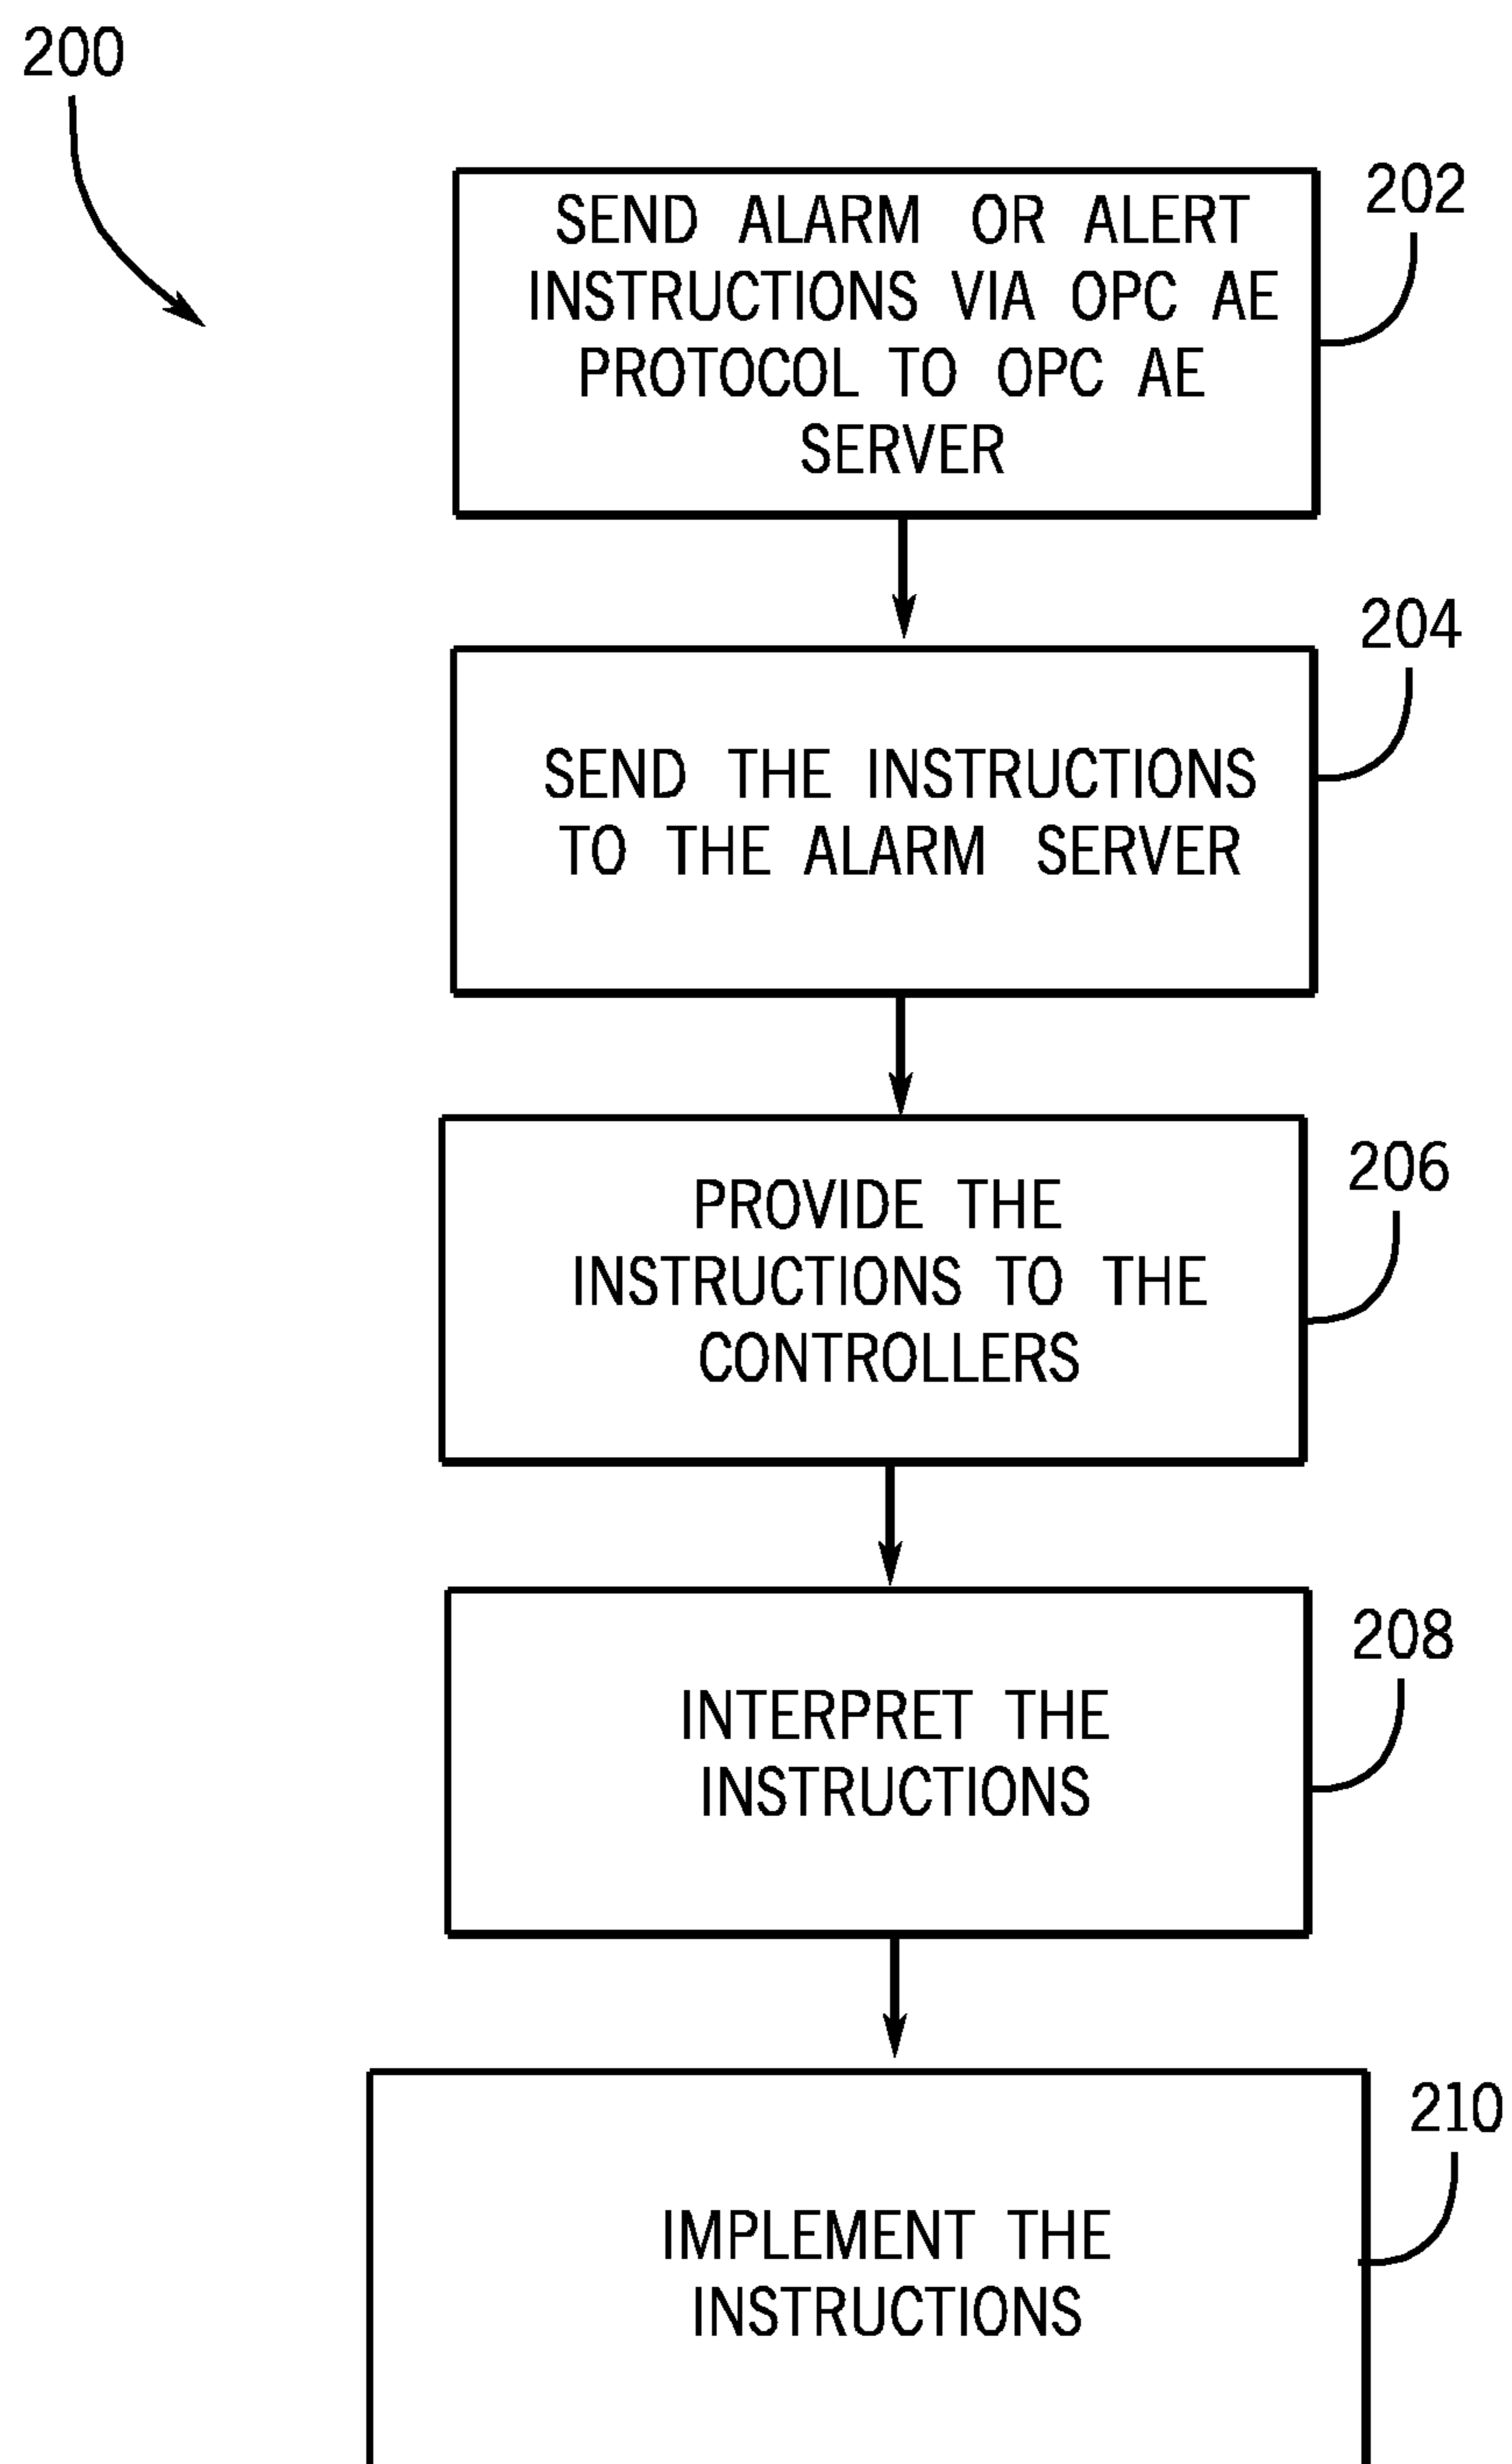 200
202
SEND ALARM OR ALERT
INSTRUCTIONS VIA OPC AE
PROTOCOL TO OPC AE
SERVER
204
SEND THE INSTRUCTIONS
TO THE ALARM SERVER
206
PROVIDE THE
INSTRUCTIONS TO THE
CONTROLLERS
208
INTERPRET THE
INSTRUCTIONS
210
IMPLEMENT THE
INSTRUCTIONS